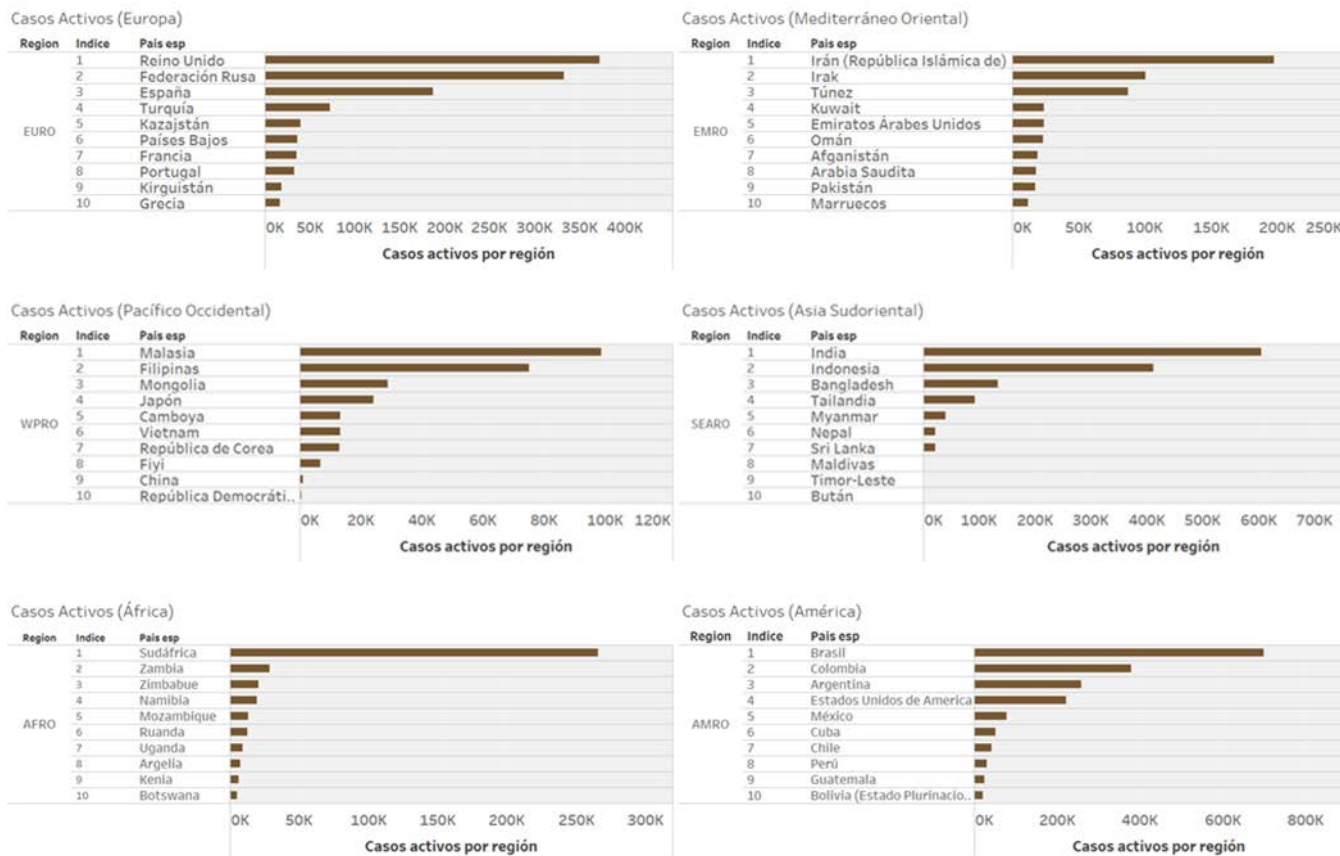 Casos Activos (Europa)
Region Indice Pais esp
EURO
1 Reino Unido
2 Federación Rusa
3 España
4 Turquía
5 Kazajstán
6 Países Bajos
7 Francia
8 Portugal
9 Kirguistán
10 Grecia
0K 50K 100K 150K 200K 250K 300K 350K 400K
Casos activos por región
Casos Activos (Mediterráneo Oriental)
Region Indice Pais esp
EMRO
1 Irán (República Islámica de)
2 Irak
3 Túnez
4 Kuwait
5 Emiratos Árabes Unidos
6 Omán
7 Afganistán
8 Arabia Saudita
9 Pakistán
10 Marruecos
0K 50K 100K 150K 200K 250K
Casos activos por región
Casos Activos (Pacífico Occidental)
Region Indice Pais esp
WPRO
1 Malasia
2 Filipinas
3 Mongolia
4 Japón
5 Camboya
6 Vietnam
7 República de Corea
8 Fiyi
9 China
10 República Democráti..
0K 20K 40K 60K 80K 100K 120K
Casos activos por región
Casos Activos (Asia Sudoriental)
Region Indice Pais esp
SEARO
1 India
2 Indonesia
3 Bangladesh
4 Tailandia
5 Myanmar
6 Nepal
7 Sri Lanka
8 Maldivas
9 Timor-Leste
10 Bután
0K 100K 200K 300K 400K 500K 600K 700K
Casos activos por región
Casos Activos (África)
Region Indice Pais esp
AFRO
1 Sudáfrica
2 Zambia
3 Zimbabue
4 Namibia
5 Mozambique
6 Ruanda
7 Uganda
8 Argelia
9 Kenia
10 Botswana
0K 50K 100K 150K 200K 250K 300K
Casos activos por región
Casos Activos (América)
Region Indice Pais esp
AMRO
1 Brasil
2 Colombia
3 Argentina
4 Estados Unidos de America
5 México
6 Cuba
7 Chile
8 Perú
9 Guatemala
10 Bolivia (Estado Plurinacio..
0K 200K 400K 600K 800K
Casos activos por región